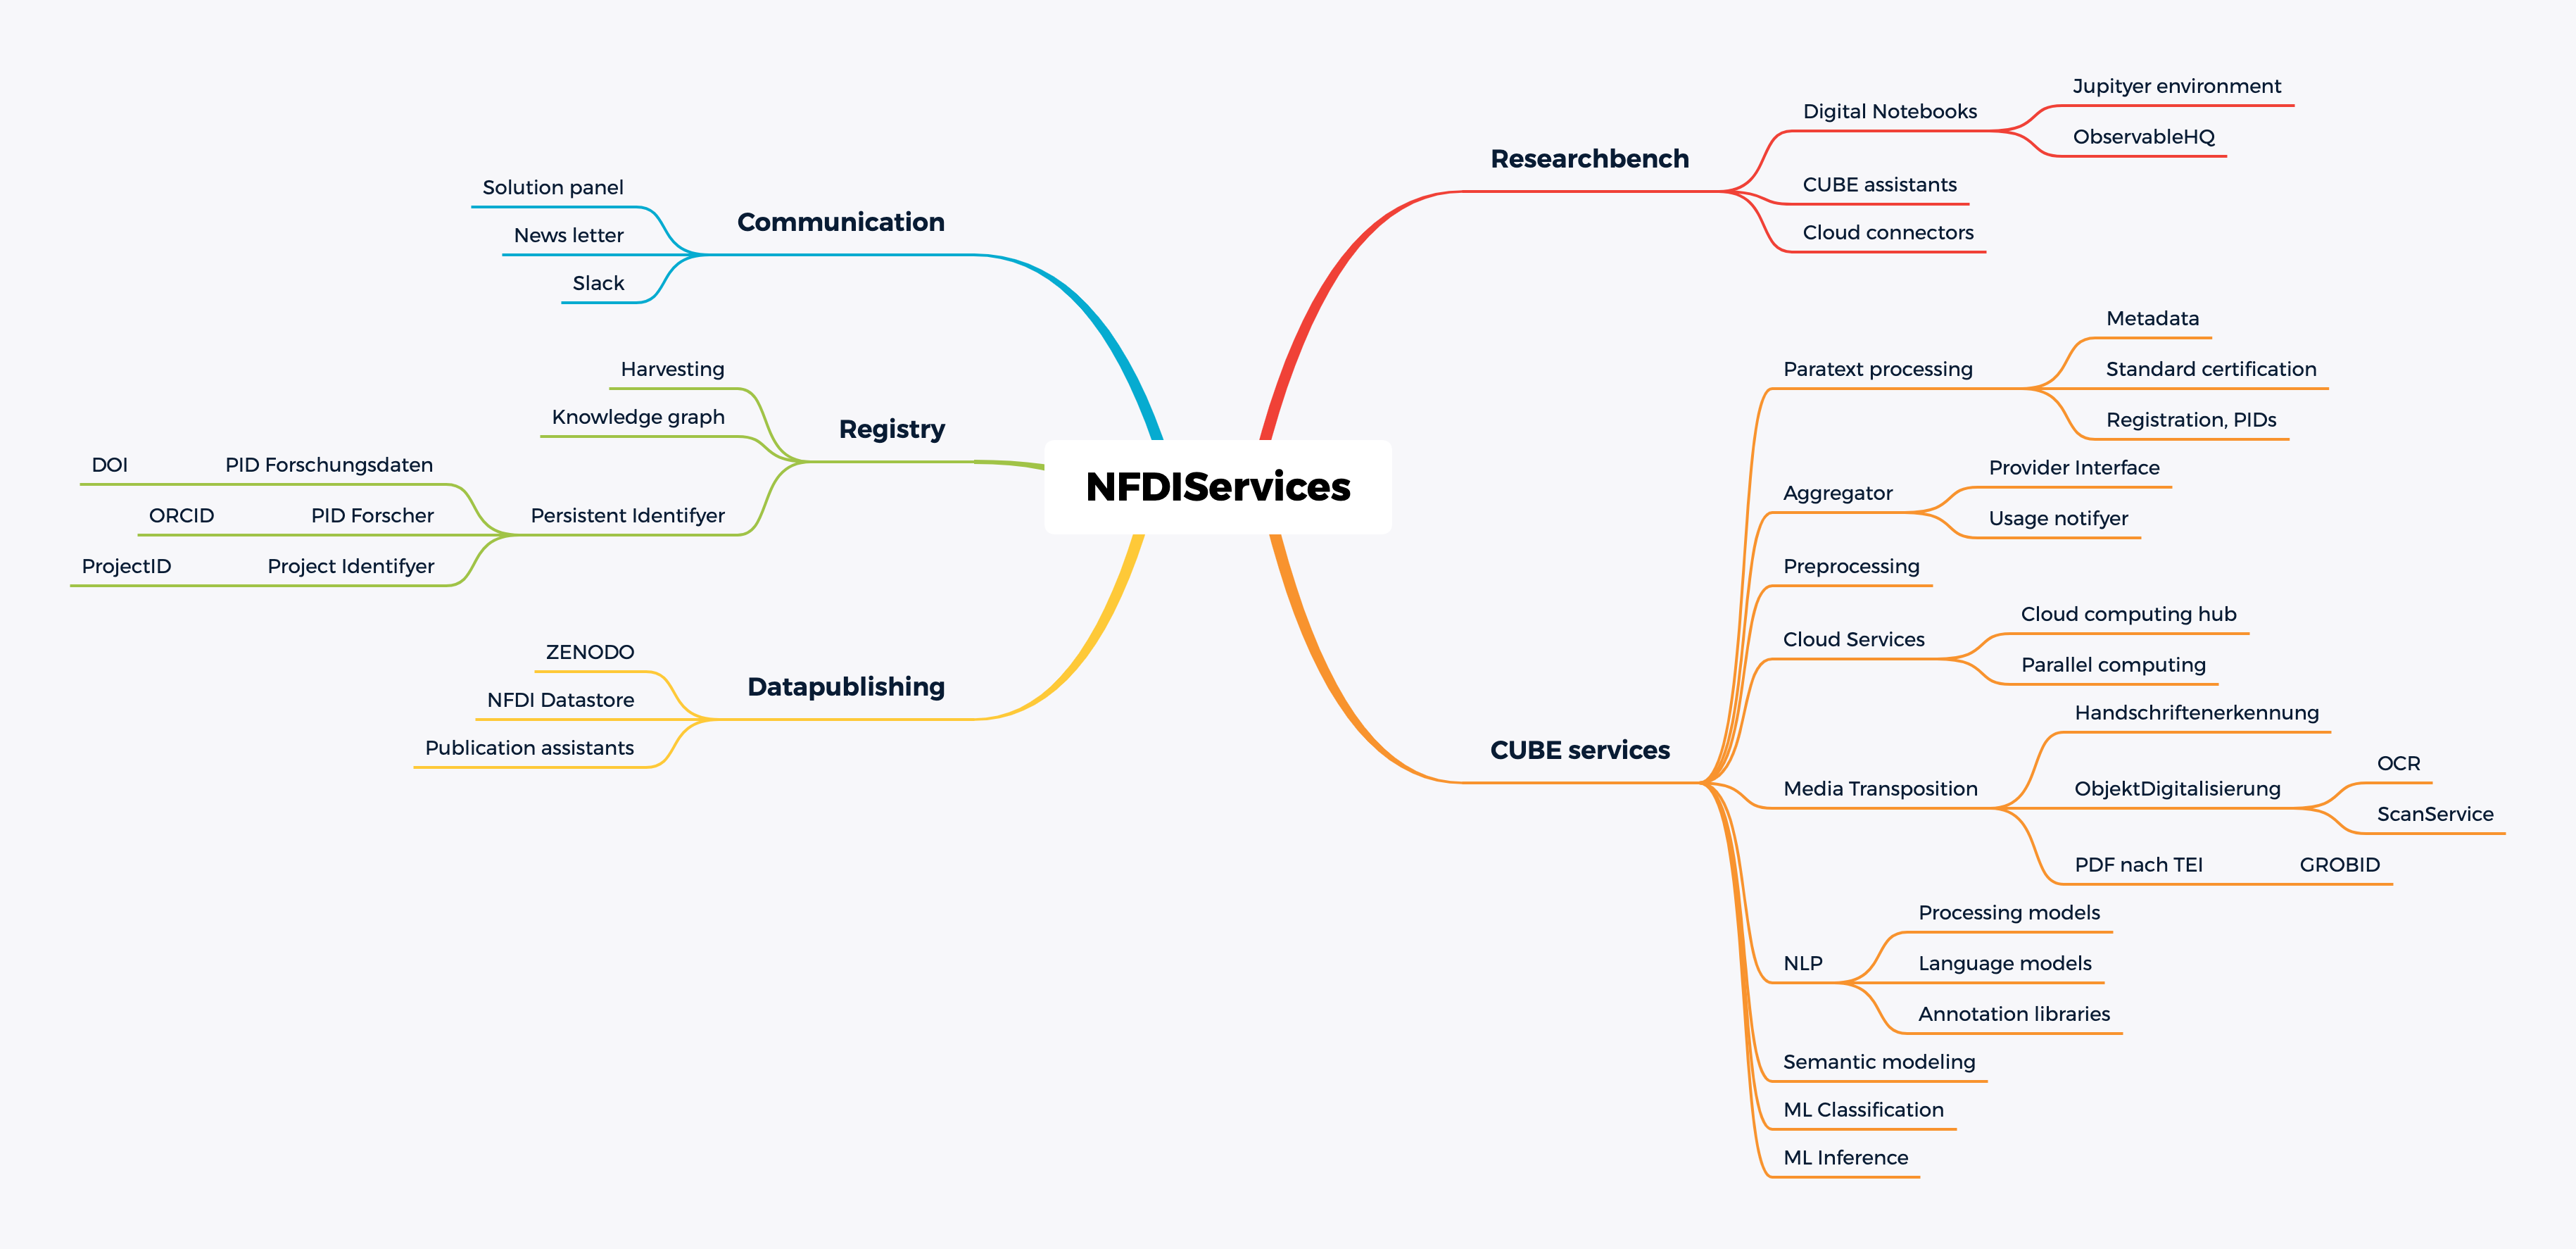 NFDIServices
Communication
Solution panel
News letter
Slack
Registry
Harvesting
Knowledge graph
Persistent Identifyer
PID Forschungsdaten
DOI
PID Forscher
ORCID
Project Identifyer
ProjectID
Datapublishing
ZENODO
NFDI Datastore
Publication assistants
Researchbench
Digital Notebooks
Jupityer environment
ObservableHQ
CUBE assistants
Cloud connectors
CUBE services
Paratext processing
Metadata
Standard certification
Registration, PIDs
Aggregator
Provider Interface
Usage notifyer
Preprocessing
Cloud Services
Cloud computing hub
Parallel computing
Media Transposition
Handschriftenerkennung
ObjektDigitalisierung
OCR
ScanService
PDF nach TEI
GROBID
NLP
Processing models
Language models
Annotation libraries
Semantic modeling
ML Classification
ML Inference